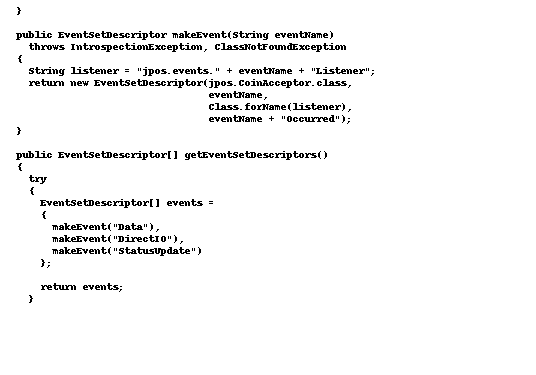 }
public EventSetDescriptor makeEvent(String eventName)
throws IntrospectionException, ClassNotFoundException
{
String listener = "jpos.events." + eventName + "Listener";
return new EventSetDescriptor(jpos.CoinAcceptor.class,
eventName,
Class.forName(listener),
eventName + "Occurred");
}
public EventSetDescriptor[] getEventSetDescriptors()
{
try
{
EventSetDescriptor[] events =
{
makeEvent("Data"),
makeEvent("DirectIO"),
makeEvent("StatusUpdate")
};
return events;
}